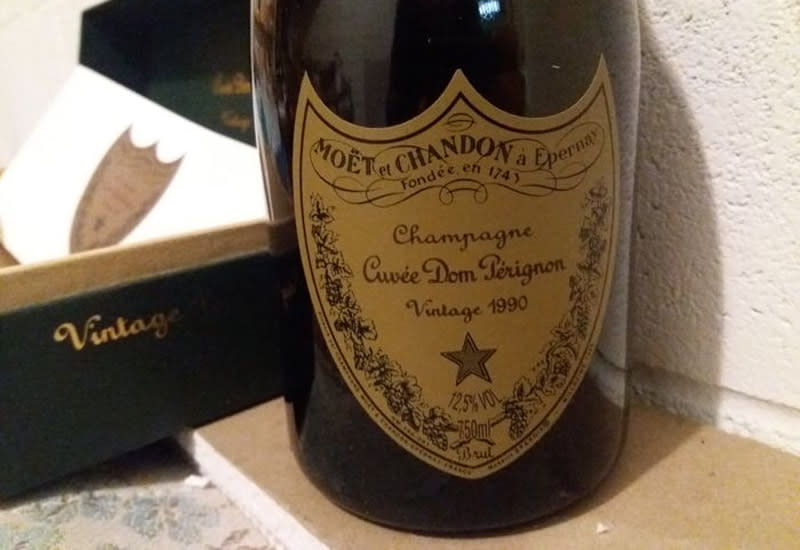 MOËT et CHANDON à Epernay
Fondée en 1743
Champagne
Cuvée Dom Pérignon
Vintage 1990
12,5% VOL
750ml
Brut
Vintage